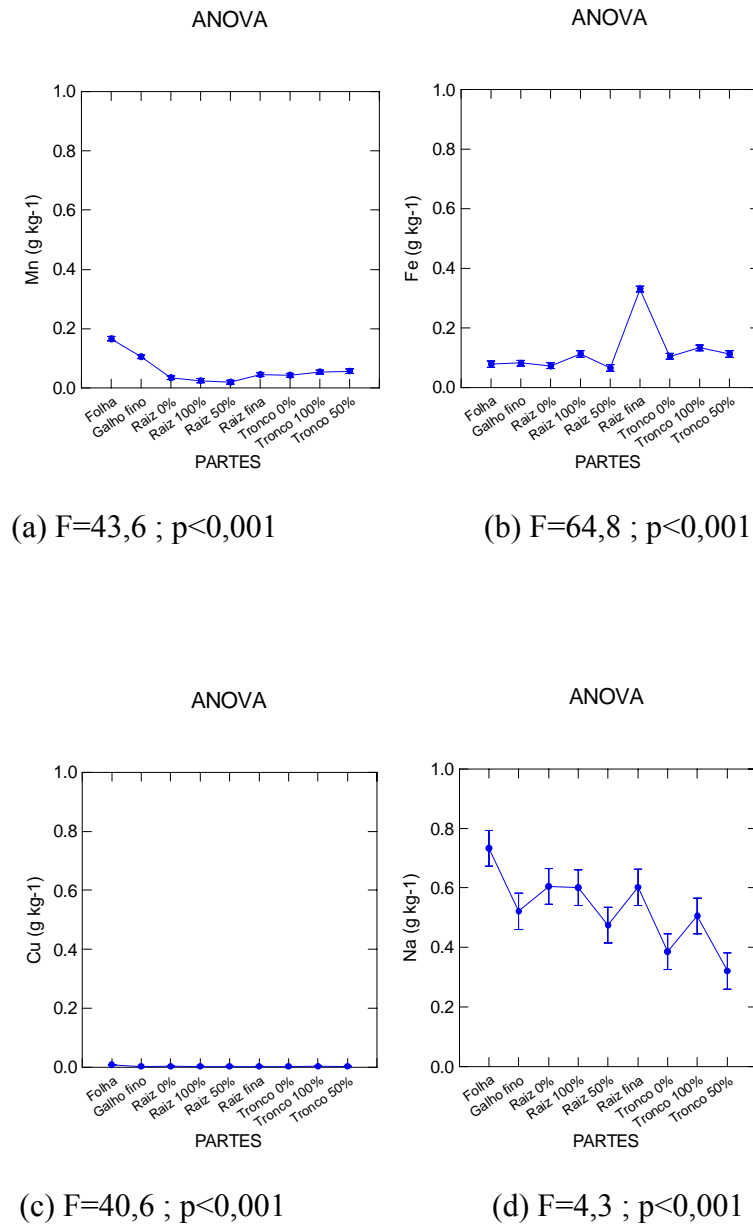 ANOVA
1.0
0.8
0.6
0.4
0.2
0.0
Mn (g kg-1)
Folha
Galho fino
Raiz 0%
Raiz 100%
Raiz 50%
Raiz fina
Tronco 0%
Tronco 100%
Tronco 50%
PARTES
(a) F=43,6 ; p<0,001
ANOVA
1.0
0.8
0.6
0.4
0.2
0.0
Fe (g kg-1)
Folha
Galho fino
Raiz 0%
Raiz 100%
Raiz 50%
Raiz fina
Tronco 0%
Tronco 100%
Tronco 50%
PARTES
(b) F=64,8 ; p<0,001
ANOVA
1.0
0.8
0.6
0.4
0.2
0.0
Cu (g kg-1)
Folha
Galho fino
Raiz 0%
Raiz 100%
Raiz 50%
Raiz fina
Tronco 0%
Tronco 100%
Tronco 50%
PARTES
(c) F=40,6 ; p<0,001
ANOVA
1.0
0.8
0.6
0.4
0.2
0.0
Na (g kg-1)
Folha
Galho fino
Raiz 0%
Raiz 100%
Raiz 50%
Raiz fina
Tronco 0%
Tronco 100%
Tronco 50%
PARTES
(d) F=4,3 ; p<0,001